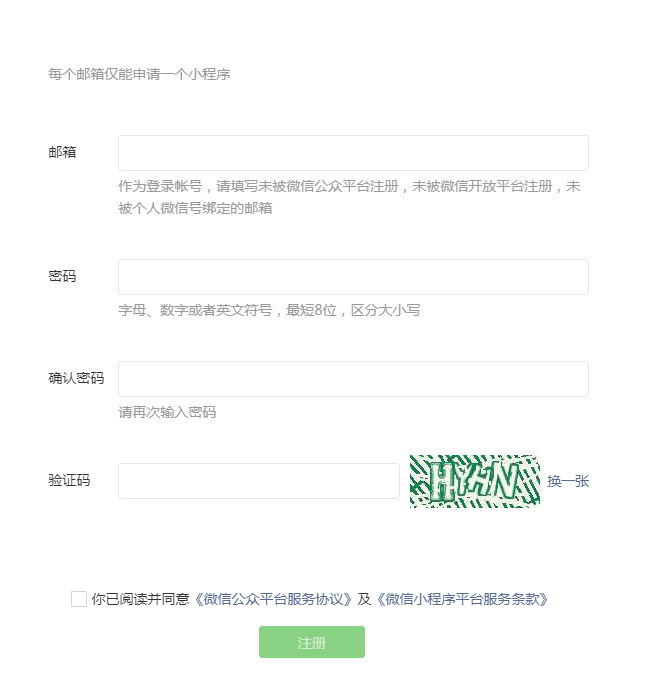 每个邮箱仅能申请一个小程序
邮箱
作为登录帐号，请填写未被微信公众平台注册，未被微信开放平台注册，未
被个人微信号绑定的邮箱
密码
字母、数字或者英文符号，最短8位，区分大小写
确认密码
请再次输入密码
验证码
换一张
你已阅读并同意《微信公众平台服务协议》及《微信小程序平台服务条款》
注册